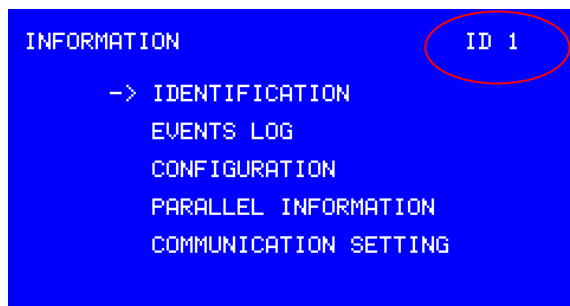 INFORMATION ID 1
-> IDENTIFICATION
EVENTS LOG
CONFIGURATION
PARALLEL INFORMATION
COMMUNICATION SETTING